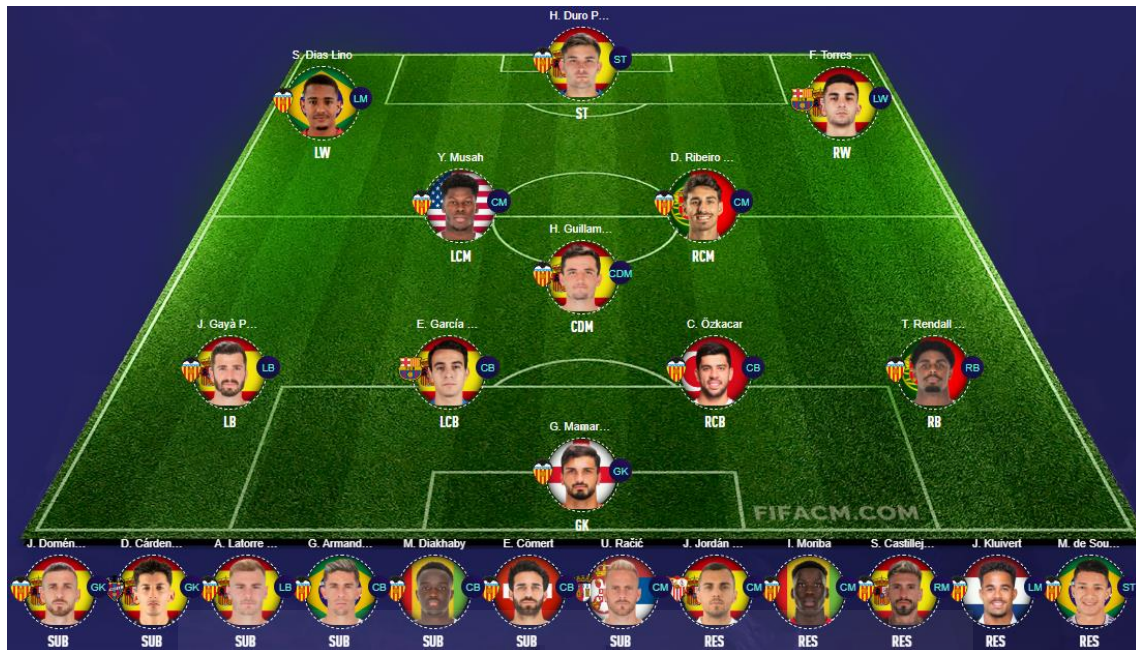 H. Duro P...
ST
ST
S. Dias Lino
LM
LW
F. Torres ...
LW
RW
Y. Musah
CM
LCM
D. Ribeiro ...
CM
RCM
H. Guillam...
CDM
CDM
J. Gayà P...
LB
LB
E. García ...
CB
LCB
C. Özkacar
CB
RCB
T. Rendall ...
RB
RB
G. Mamar...
GK
GK
FIFACM.COM
J. Domén...
GK
SUB
D. Cárden...
GK
SUB
A. Latorre ...
LB
SUB
G. Armand...
CB
SUB
M. Diakhaby
CB
SUB
E. Cömert
CB
SUB
U. Račić
CM
SUB
J. Jordán ...
CM
RES
I. Moriba
CM
RES
S. Castillej...
RM
RES
J. Kluivert
LM
RES
M. de Sou...
ST
RES